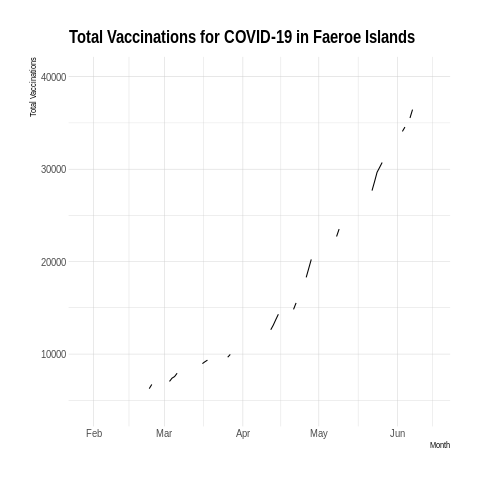 Total Vaccinations for COVID-19 in Faeroe Islands
Total Vaccinations
40000
30000
20000
10000
Feb Mar Apr May Jun
Month